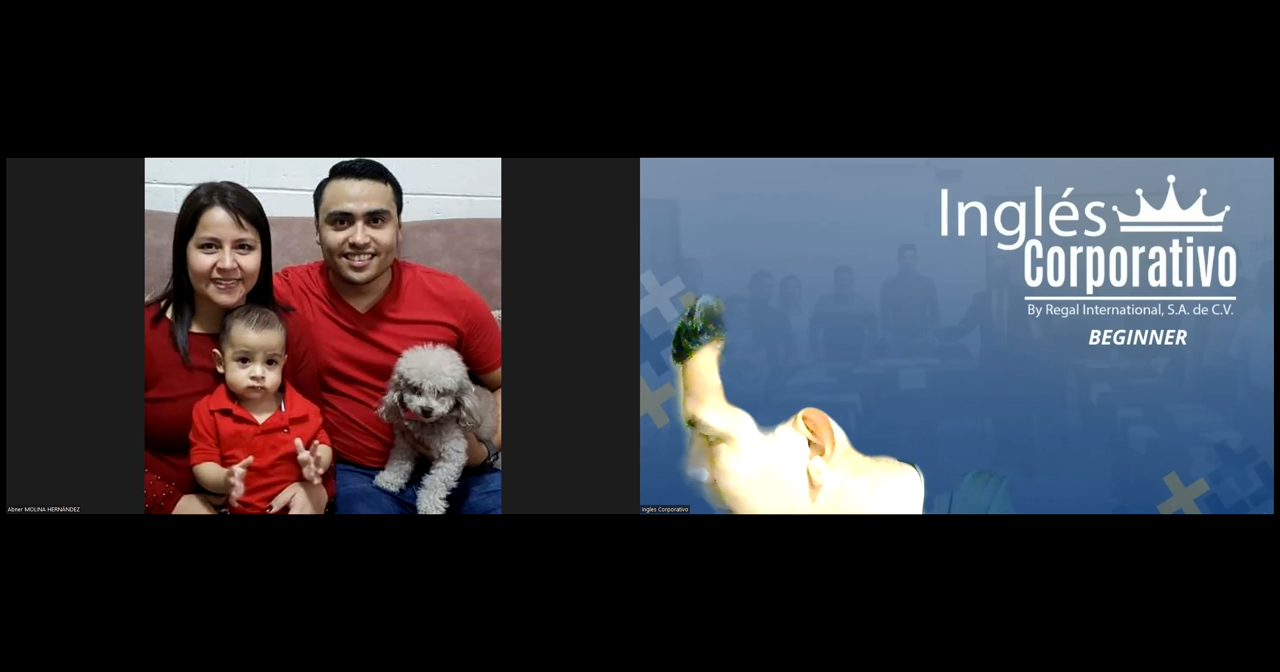 Abner MOLINA HERNÁNDEZ
Inglés
Corporativo
By Regal International, S.A. de C.V.
BEGINNER
Ingles Corporativo